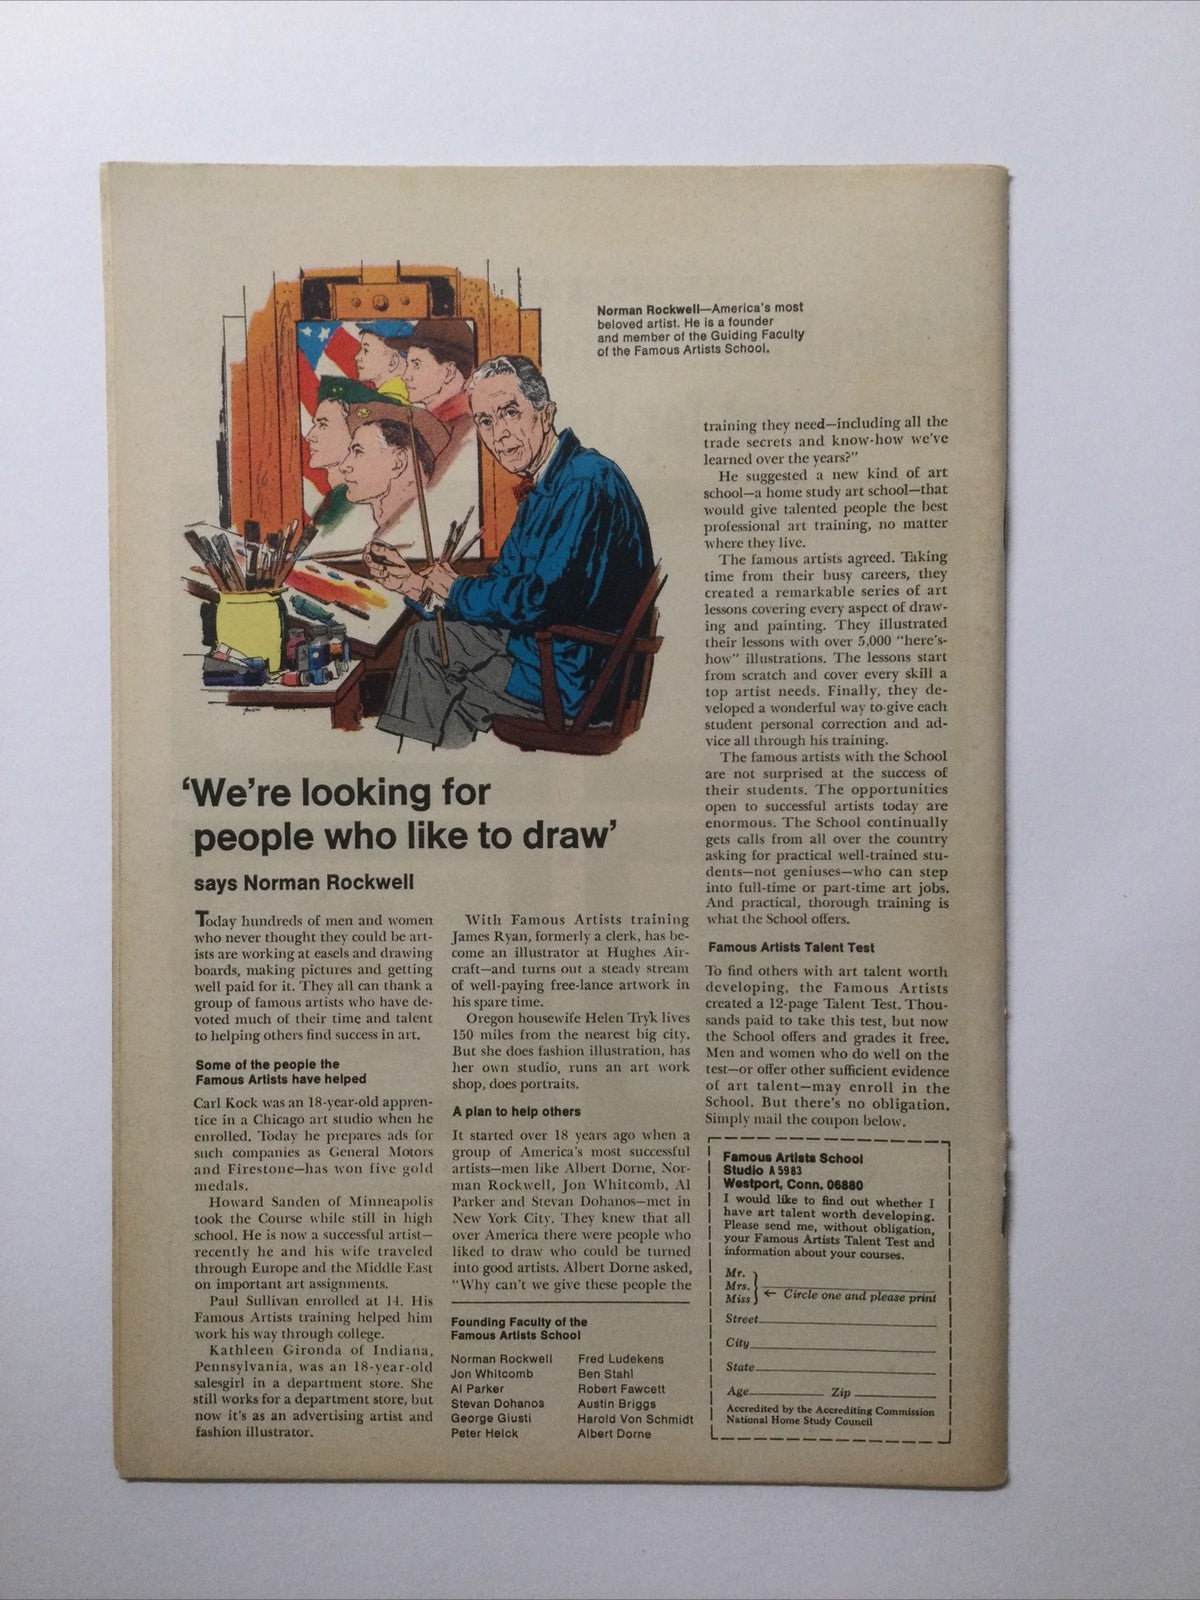 Norman Rockwell—America's most
beloved artist. He is a founder
and member of the Guiding Faculty
of the Famous Artists School.
'We're looking for
people who like to draw'
says Norman Rockwell
Today hundreds of men and women
who never thought they could be art-
ists are working at easels and drawing
boards, making pictures and getting
well paid for it. They all can thank a
group of famous artists who have de-
voted much of their time and talent
to helping others find success in art.
Some of the people the
Famous Artists have helped
Carl Kock was an 18-year-old appren-
tice in a Chicago art studio when he
enrolled. Today he prepares ads for
such companies as General Motors
and Firestone—has won five gold
medals.
Howard Sanden of Minneapolis
took the Course while still in high
school. He is now a successful artist—
recently he and his wife traveled
through Europe and the Middle East
on important art assignments.
Paul Sullivan enrolled at 14. His
Famous Artists training helped him
work his way through college.
Kathleen Gironda of Indiana,
Pennsylvania, was an 18-year-old
salesgirl in a department store. She
still works for a department store, but
now it's as an advertising artist and
fashion illustrator.
With Famous Artists training
James Ryan, formerly a clerk, has be-
come an illustrator at Hughes Air-
craft—and turns out a steady stream
of well-paying free-lance artwork in
his spare time.
Oregon housewife Helen Tryk lives
150 miles from the nearest big city.
But she does fashion illustration, has
her own studio, runs an art work
shop, does portraits.
A plan to help others
It started over 18 years ago when a
group of America's most successful
artists—men like Albert Dorne, Nor-
man Rockwell, Jon Whitcomb, Al
Parker and Stevan Dohanos—met in
New York City. They knew that all
over America there were people who
liked to draw who could be turned
into good artists. Albert Dorne asked,
"Why can't we give these people the
Founding Faculty of the
Famous Artists School
Norman Rockwell
Jon Whitcomb
Al Parker
Stevan Dohanos
George Giusti
Peter Helck
Fred Ludekens
Ben Stahl
Robert Fawcett
Austin Briggs
Harold Von Schmidt
Albert Dorne
training they need—including all the
trade secrets and know-how we've
learned over the years?"
He suggested a new kind of art
school—a home study art school—that
would give talented people the best
professional art training, no matter
where they live.
The famous artists agreed. Taking
time from their busy careers, they
created a remarkable series of art
lessons covering every aspect of draw-
ing and painting. They illustrated
their lessons with over 5,000 "here's-
how" illustrations. The lessons start
from scratch and cover every skill a
top artist needs. Finally, they de-
veloped a wonderful way to give each
student personal correction and ad-
vice all through his training.
The famous artists with the School
are not surprised at the success of
their students. The opportunities
open to successful artists today are
enormous. The School continually
gets calls from all over the country
asking for practical well-trained stu-
dents—not geniuses—who can step
into full-time or part-time art jobs.
And practical, thorough training is
what the School offers.
Famous Artists Talent Test
To find others with art talent worth
developing, the Famous Artists
created a 12-page Talent Test. Thou-
sands paid to take this test, but now
the School offers and grades it free.
Men and women who do well on the
test—or offer other sufficient evidence
of art talent—may enroll in the
School. But there's no obligation.
Simply mail the coupon below.
Famous Artists School
Studio A5983
Westport, Conn. 06880
I would like to find out whether I
have art talent worth developing.
Please send me, without obligation,
your Famous Artists Talent Test and
information about your courses.
Mr.
Mrs.
Miss ← Circle one and please print
Street
City
State
Age Zip
Accredited by the Accrediting Commission
National Home Study Council